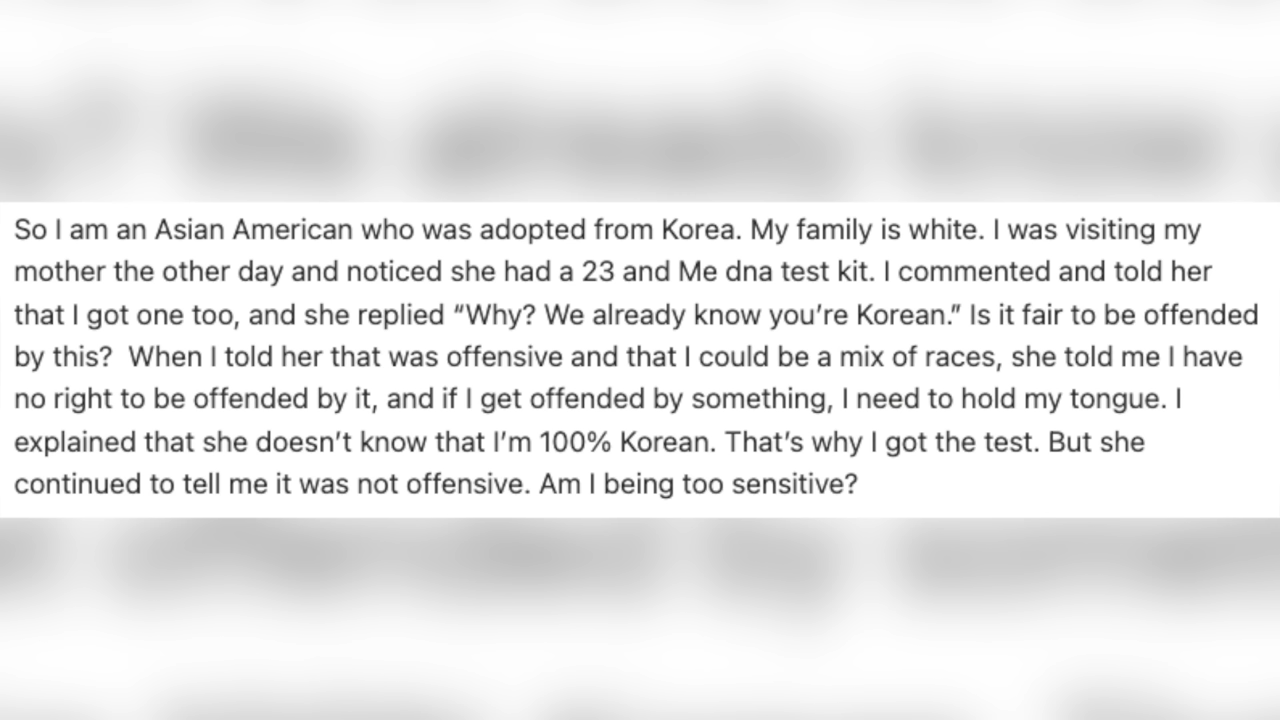 So I am an Asian American who was adopted from Korea. My family is white. I was visiting my
mother the other day and noticed she had a 23 and Me dna test kit. I commented and told her
that I got one too, and she replied “Why? We already know you’re Korean.” Is it fair to be offended
by this?  When I told her that was offensive and that I could be a mix of races, she told me I have
no right to be offended by it, and if I get offended by something, I need to hold my tongue. I
explained that she doesn’t know that I’m 100% Korean. That’s why I got the test. But she
continued to tell me it was not offensive. Am I being too sensitive?